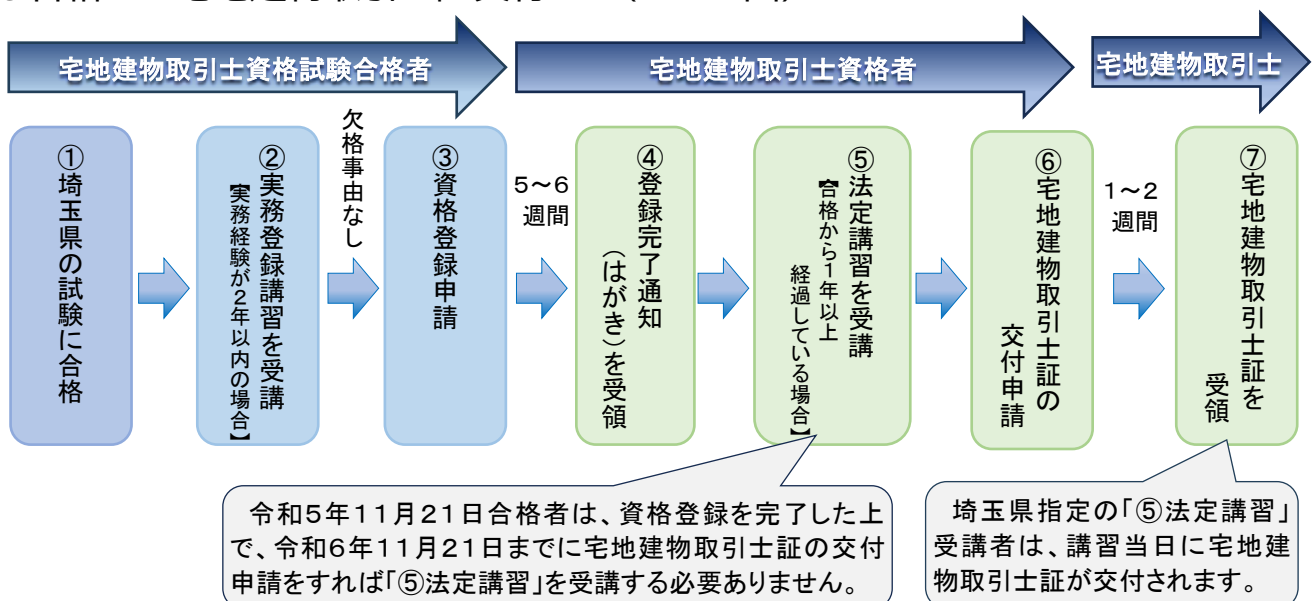 宅地建物取引士資格試験合格者
宅地建物取引士資格者
宅地建物取引士
①埼玉県の試験に合格
②実務登録講習を受講
【実務経験が2年以内の場合】
欠格事由なし
③資格登録申請
5~6
週間
④登録完了通知
(はがき)を受領
⑤法定講習を受講
【合格から1年以上
経過している場合】
⑥宅地建物取引士証の
交付申請
1~2
週間
⑦宅地建物取引士証を
受領
令和5年11月21日合格者は、資格登録を完了した上
で、令和6年11月21日までに宅地建物取引士証の交付
申請をすれば「⑤法定講習」を受講する必要ありません。
埼玉県指定の「⑤法定講習」
受講者は、講習当日に宅地建
物取引士証が交付されます。